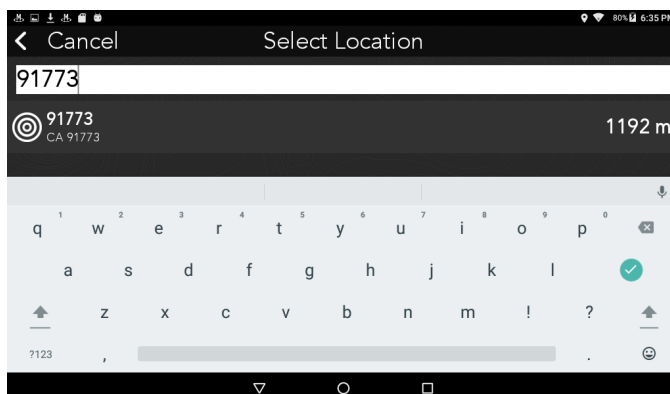 80% 6:35 PM
Cancel Select Location
91773
91773 1192 m
CA 91773
1 2 3 4 5 6 7 8 9 0
q w e r t y u i o p
a s d f g h j k l
z x c v b n m ! ?
?123 , .